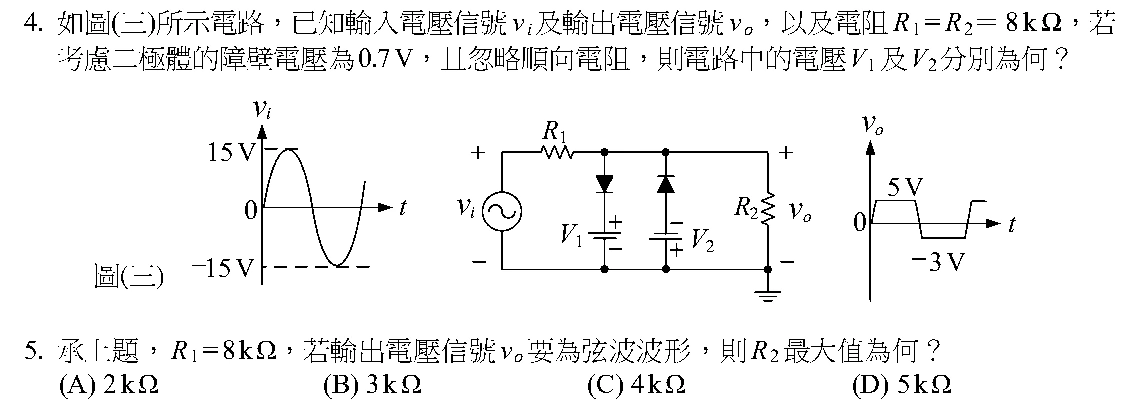 4. 如圖(三)所示電路，已知輸入電壓信號 vi 及輸出電壓信號 vo，以及電阻 R1＝R2＝ 8 kΩ，若
考慮二極體的障壁電壓為 0.7 V，且忽略順向電阻，則電路中的電壓 V1 及 V2 分別為何？
vi
15 V
0
t
−15 V
圖(三)
+
vi
−
R1
V1
+
−
−
+
V2
R2
+
vo
−
vo
5 V
0
t
−3 V
5. 承上題，R1＝8 kΩ，若輸出電壓信號 vo 要為弦波波形，則 R2 最大值為何？
(A) 2 kΩ (B) 3 kΩ (C) 4 kΩ (D) 5 kΩ